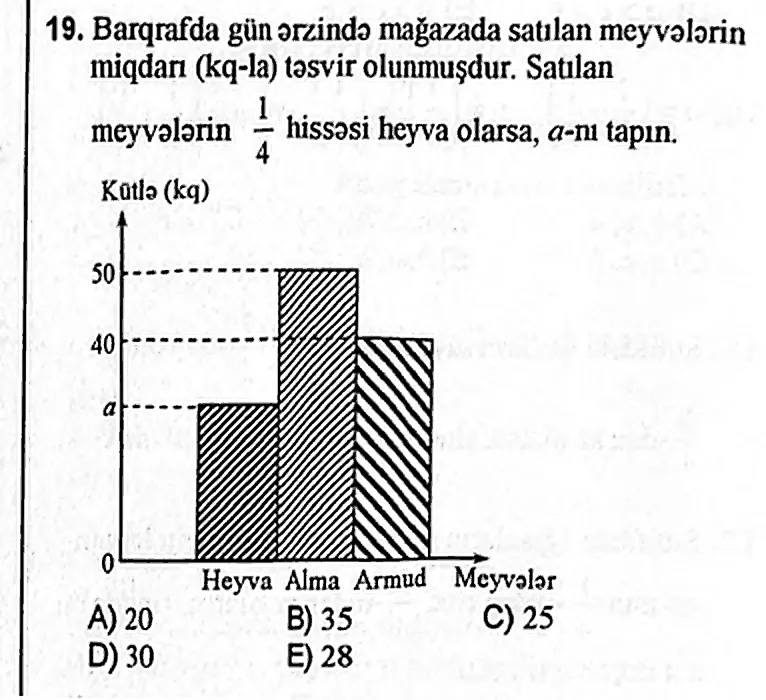 19. Barqrafda gün ərzində mağazada satılan meyvələrin
miqdarı (kq-la) təsvir olunmuşdur. Satılan
meyvələrin 1/4 hissəsi heyva olarsa, a-nı tapın.
Kütlə (kq)
50
40
a
0
Heyva Alma Armud Meyvələr
A) 20 B) 35 C) 25
D) 30 E) 28